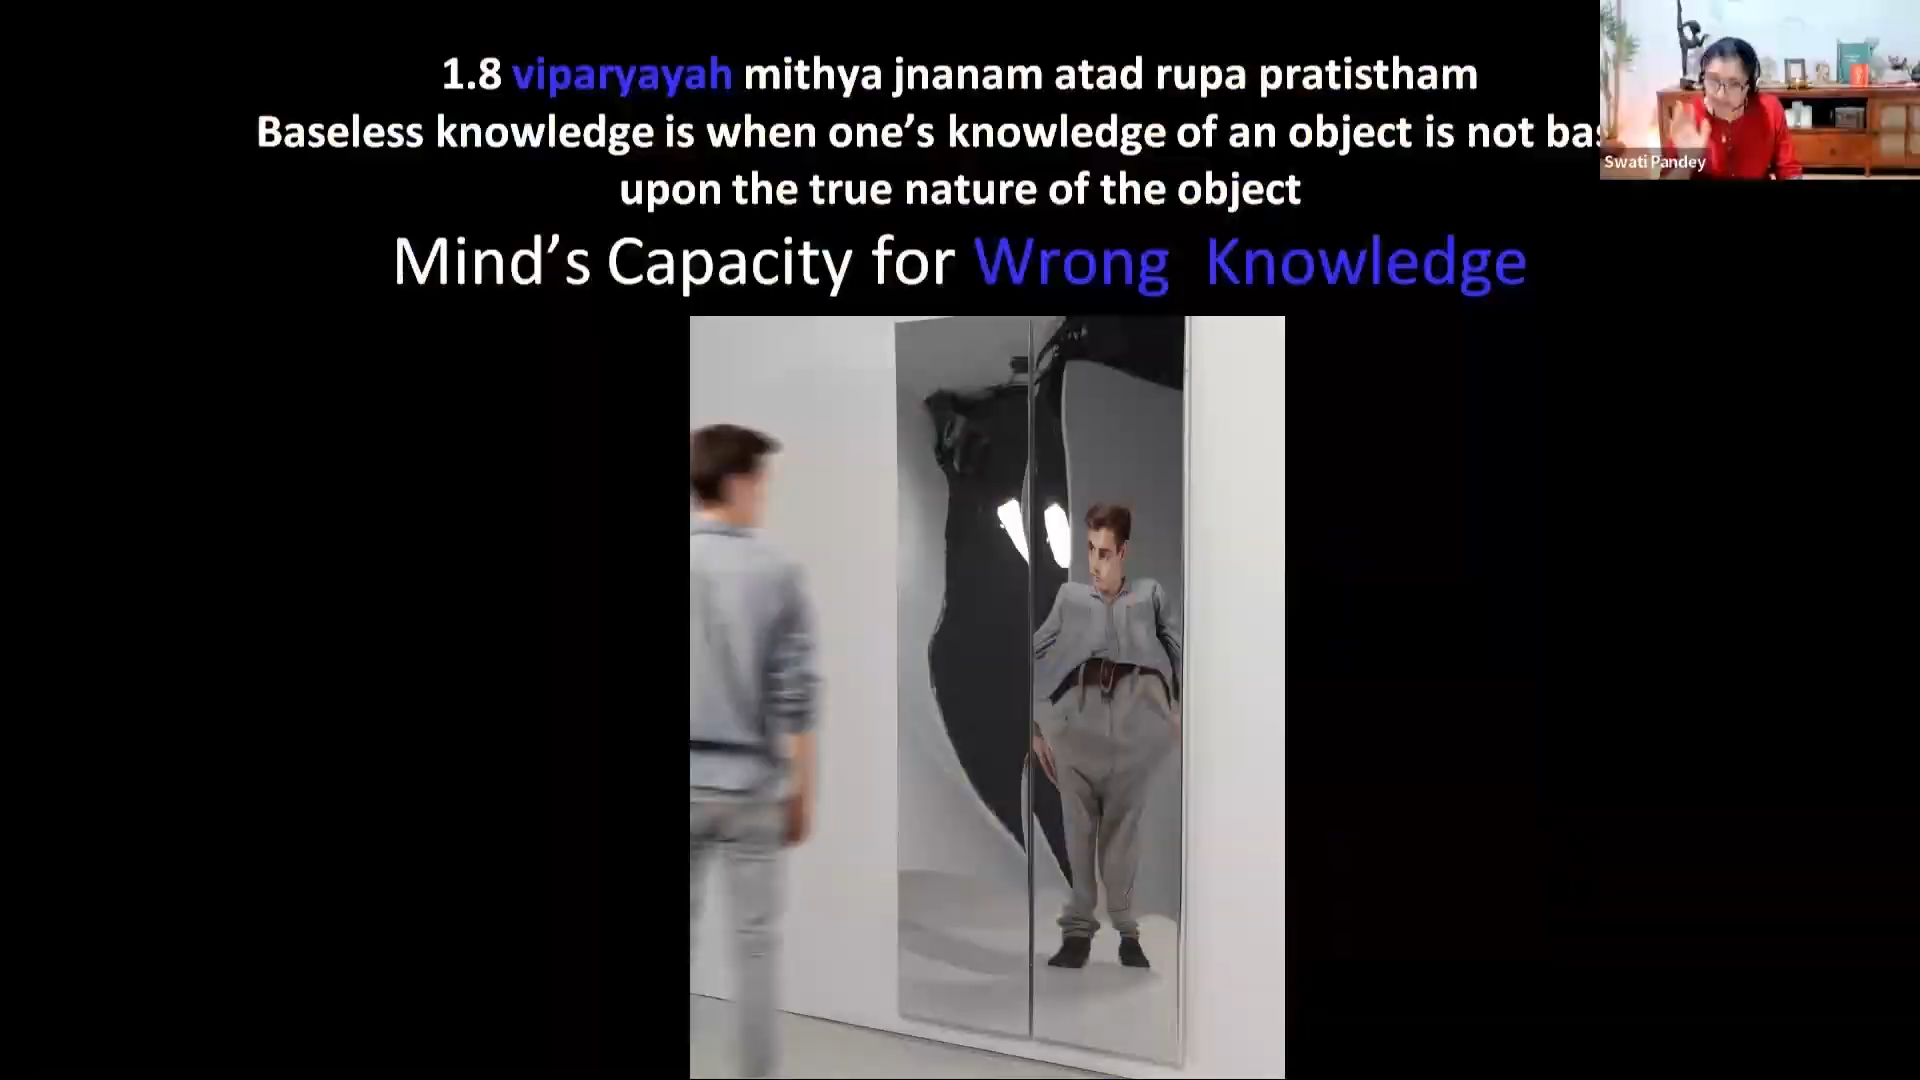 1.8 viparyayah mithya jnanam atad rupa pratistham
Baseless knowledge is when one’s knowledge of an object is not
upon the true nature of the object
Mind’s Capacity for Wrong Knowledge
Swati Pandey